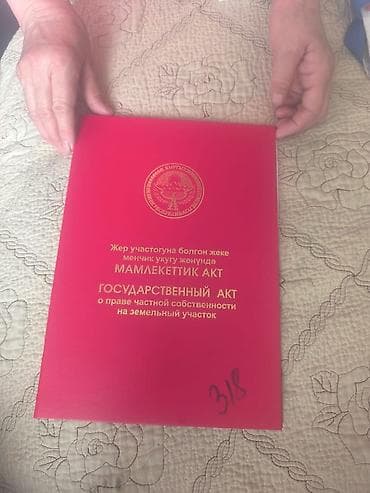 Жер участогуна болгон жеке
менчик укугу жөнүндө
МАМЛЕКЕТТИК АКТ
ГОСУДАРСТВЕННЫЙ АКТ
о праве частной собственности
на земельный участок
318